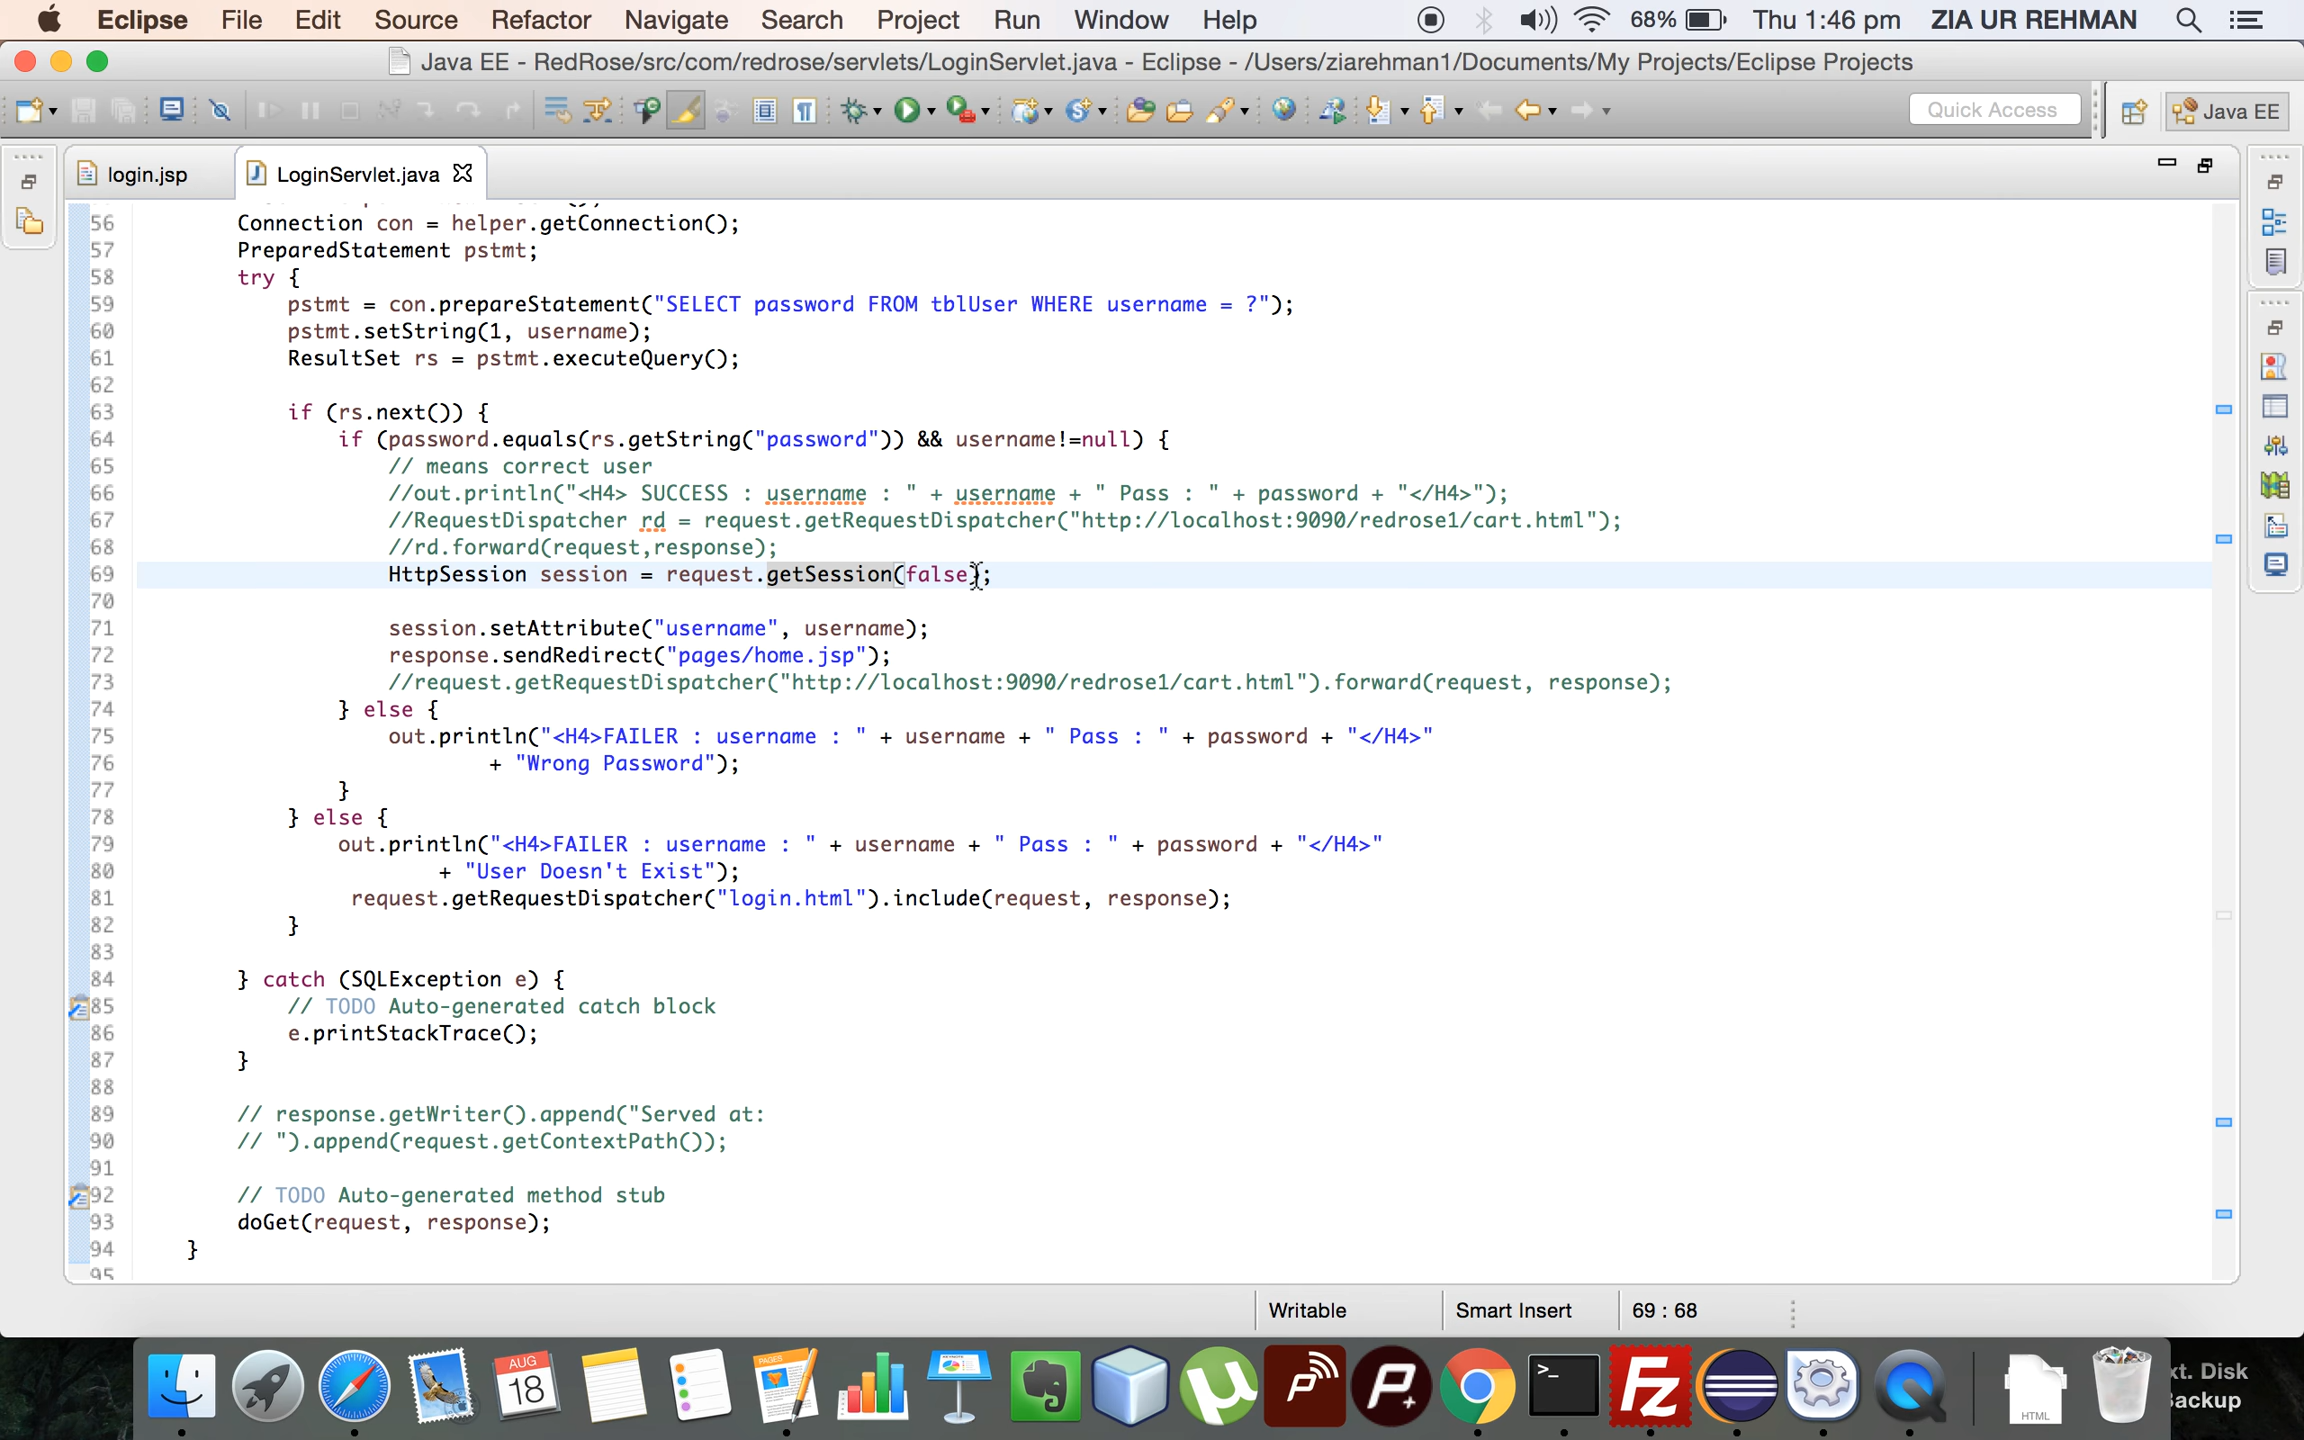 Eclipse File Edit Source Refactor Navigate Search Project Run Window Help 68% Thu 1:46 pm ZIA UR REHMAN
Java EE - RedRose/src/com/redrose/servlets/LoginServlet.java - Eclipse - /Users/ziarehman1/Documents/My Projects/Eclipse Projects
Quick Access Java EE
login.jsp LoginServlet.java
56 Connection con = helper.getConnection();
57 PreparedStatement pstmt;
58 try {
59 pstmt = con.prepareStatement("SELECT password FROM tblUser WHERE username = ?");
60 pstmt.setString(1, username);
61 ResultSet rs = pstmt.executeQuery();
62
63 if (rs.next()) {
64 if (password.equals(rs.getString("password")) && username!=null) {
65 // means correct user
66 //out.println("<H4> SUCCESS : username : " + username + " Pass : " + password + "</H4>");
67 //RequestDispatcher rd = request.getRequestDispatcher("http://localhost:9090/redrose1/cart.html");
68 //rd.forward(request,response);
69 HttpSession session = request.getSession(false);
70
71 session.setAttribute("username", username);
72 response.sendRedirect("pages/home.jsp");
73 //request.getRequestDispatcher("http://localhost:9090/redrose1/cart.html").forward(request, response);
74 } else {
75 out.println("<H4>FAILER : username : " + username + " Pass : " + password + "</H4>"
76 + "Wrong Password");
77 }
78 } else {
79 out.println("<H4>FAILER : username : " + username + " Pass : " + password + "</H4>"
80 + "User Doesn't Exist");
81 request.getRequestDispatcher("login.html").include(request, response);
82 }
83
84 } catch (SQLException e) {
85 // TODO Auto-generated catch block
86 e.printStackTrace();
87 }
88
89 // response.getWriter().append("Served at:
90 // ").append(request.getContextPath());
91
92 // TODO Auto-generated method stub
93 doGet(request, response);
94 }
95
Writable Smart Insert 69 : 68
AUG
18
PAGES
HTML
xt. Disk
Backup